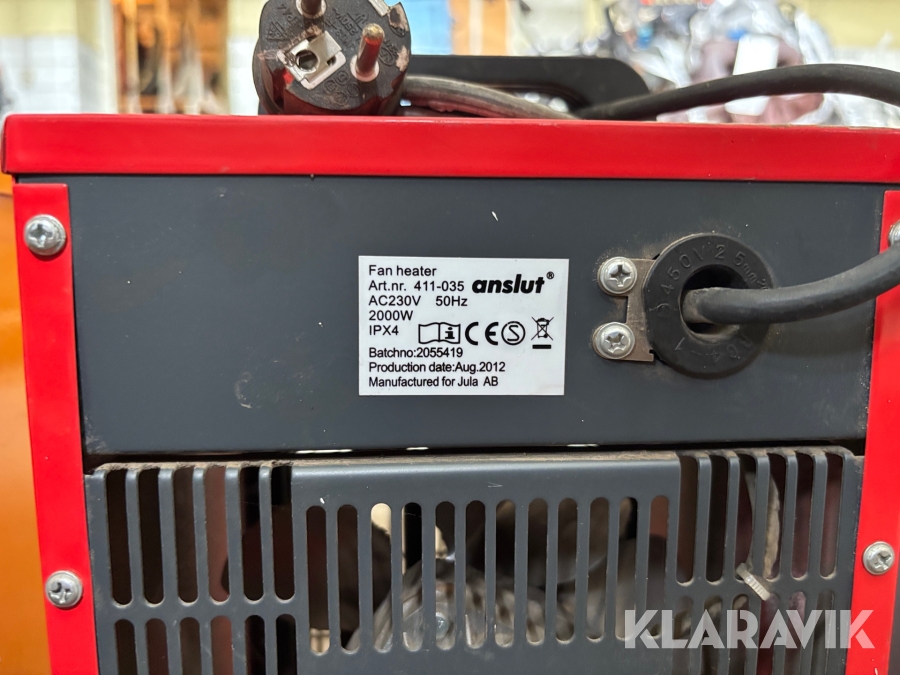 Fan heater
Art.nr. 411-035 anslut®
AC230V 50Hz
2000W
IPX4 CE S
Batchno:2055419
Production date:Aug.2012
Manufactured for Jula AB
KLARAVIK